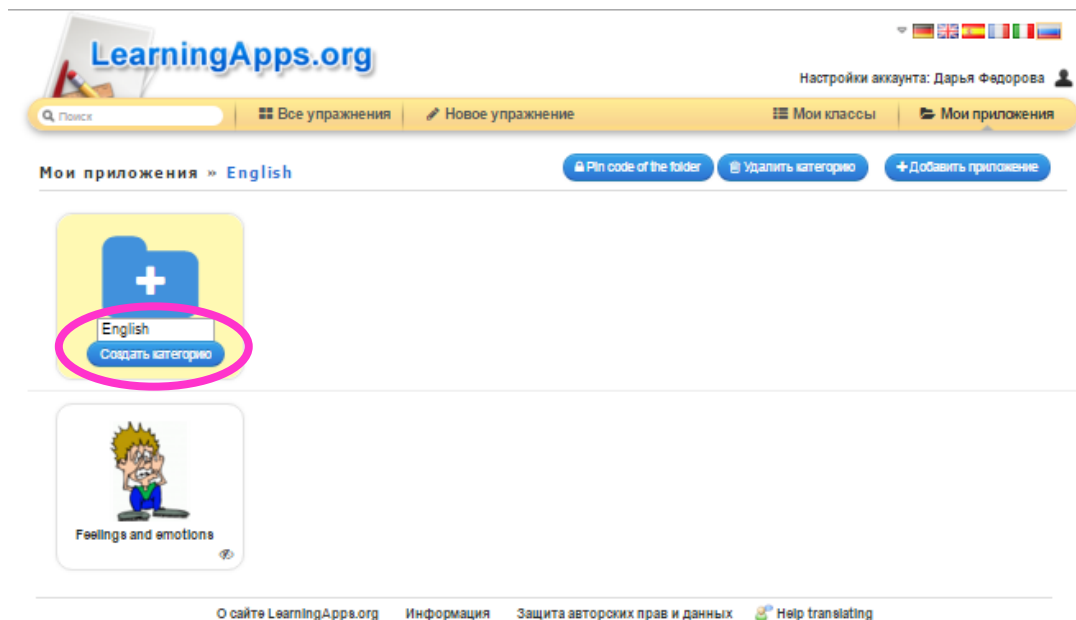 LearningApps.org
Настройки аккаунта: Дарья Федорова
Поиск
Все упражнения
Новое упражнение
Мои классы
Мои приложения
Мои приложения » English
Pin code of the folder
Удалить категорию
Добавить приложение
English
Создать категорию
Feelings and emotions
О сайте LearningApps.org Информация Защита авторских прав и данных Help translating